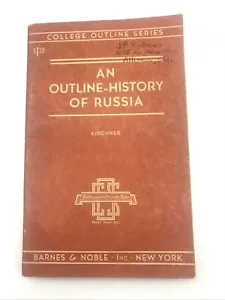 COLLEGE OUTLINE SERIES
AN
OUTLINE-HISTORY
OF RUSSIA
KIRCHNER
BARNES & NOBLE · INC · NEW YORK